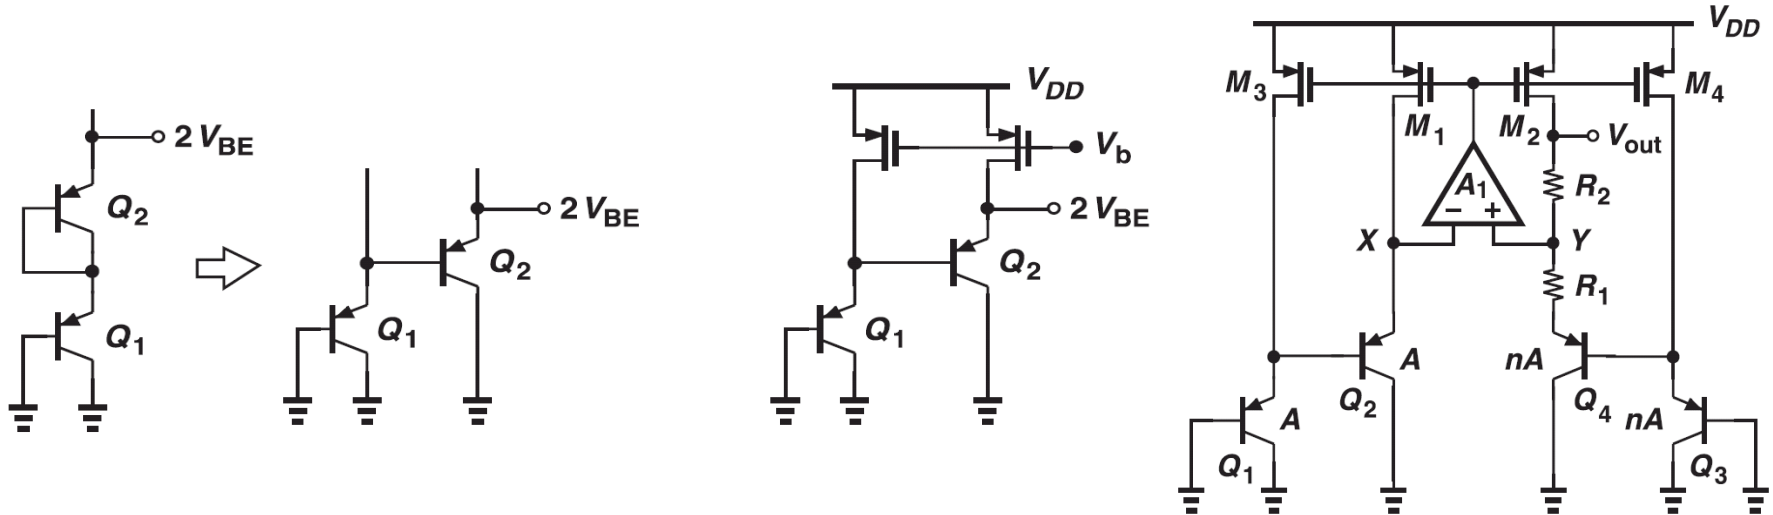 2 VBE
Q2
Q1
2 VBE
Q2
Q1
VDD
Vb
2 VBE
Q2
Q1
VDD
M3
M4
M1
M2
Vout
A1
R2
− +
X
Y
R1
A
nA
Q2
Q4
A
nA
Q1
Q3